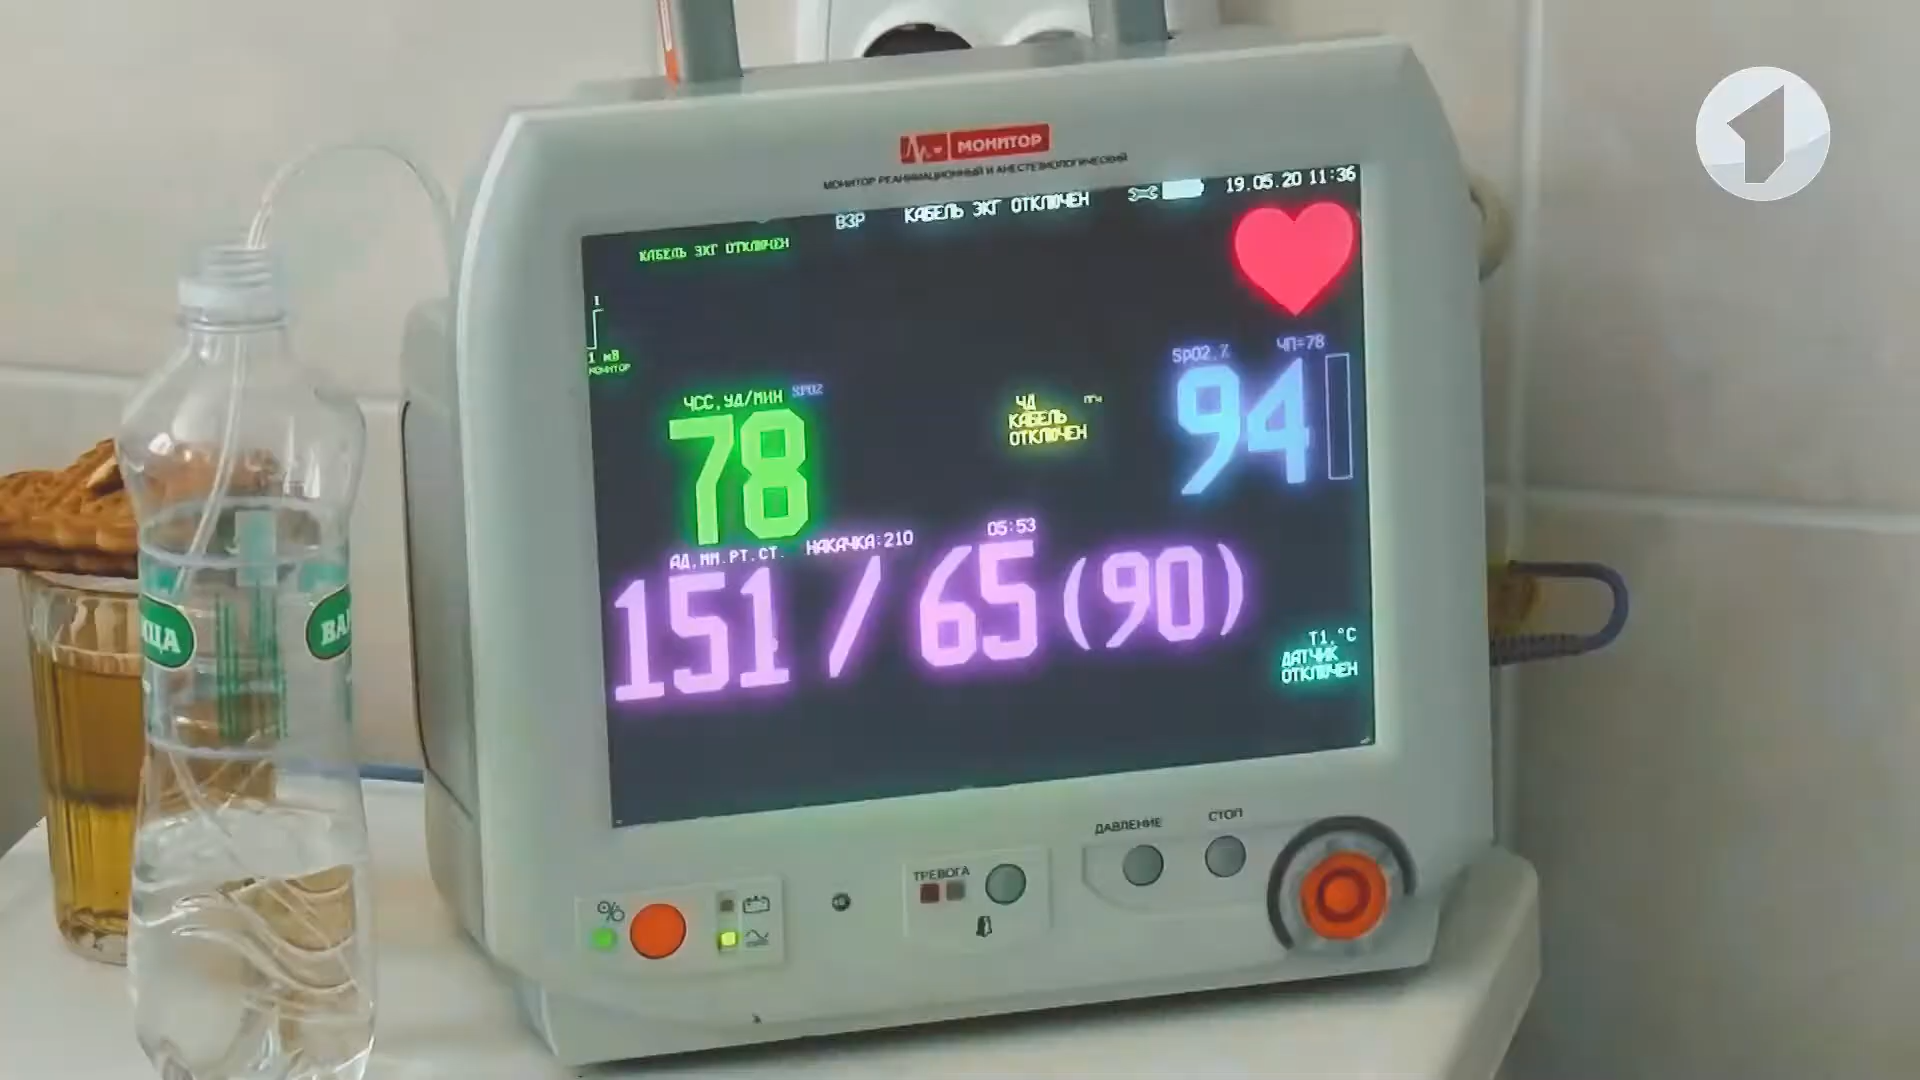 МОНИТОР
МОНИТОР РЕАНИМАЦИОННЫЙ И АНЕСТЕЗИОЛОГИЧЕСКИЙ
ВЗР КАБЕЛЬ ЭКГ ОТКЛЮЧЕН 19.05.20 11:36
КАБЕЛЬ ЭКГ ОТКЛЮЧЕН
1
1 мВ
МОНИТОР
ЧСС,УД/МИН SPO2
78
ЧД
КАБЕЛЬ
ОТКЛЮЧЕН
SpO2,% ЧП=78
94
АД,ММ.РТ.СТ. НАКАЧКА:210 05:53
151/65(90)
T1,°C
ДАТЧИК
ОТКЛЮЧЕН
ТРЕВОГА
ДАВЛЕНИЕ
СТОП
1